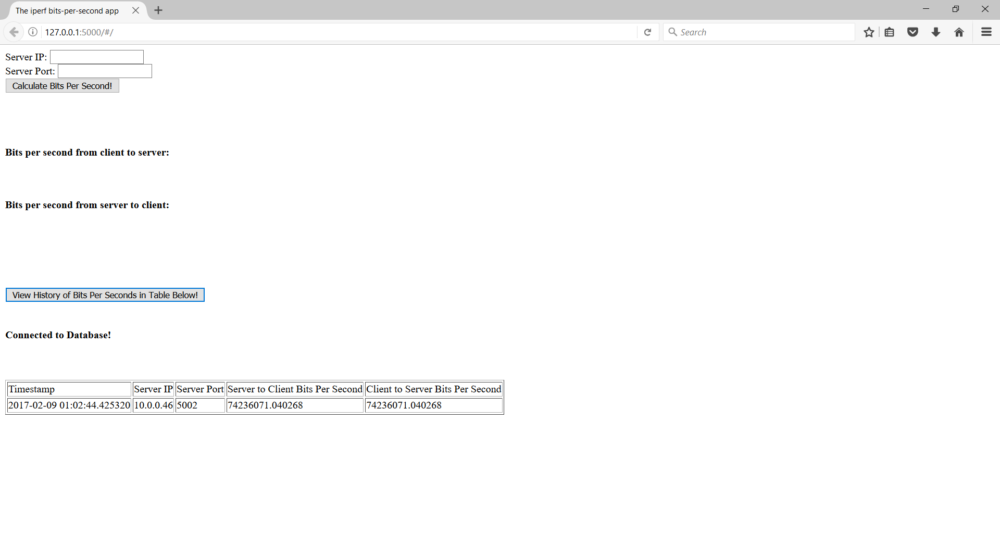 The iperf bits-per-second app
127.0.0.1:5000/#/
Search
Server IP:
Server Port:
Calculate Bits Per Second!
Bits per second from client to server:
Bits per second from server to client:
View History of Bits Per Seconds in Table Below!
Connected to Database!
Timestamp Server IP Server Port Server to Client Bits Per Second Client to Server Bits Per Second
2017-02-09 01:02:44.425320 10.0.0.46 5002 74236071.040268 74236071.040268